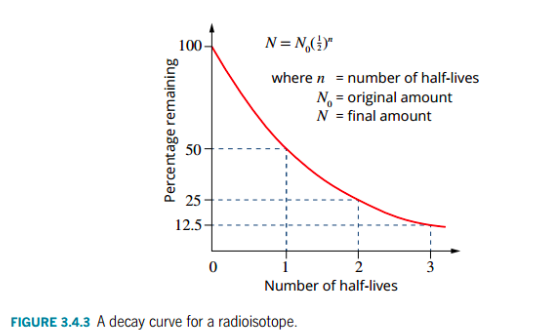 100
N = N₀(½)ⁿ
where n = number of half-lives
N₀ = original amount
N = final amount
Percentage remaining
50
25
12.5
0 1 2 3
Number of half-lives
FIGURE 3.4.3 A decay curve for a radioisotope.